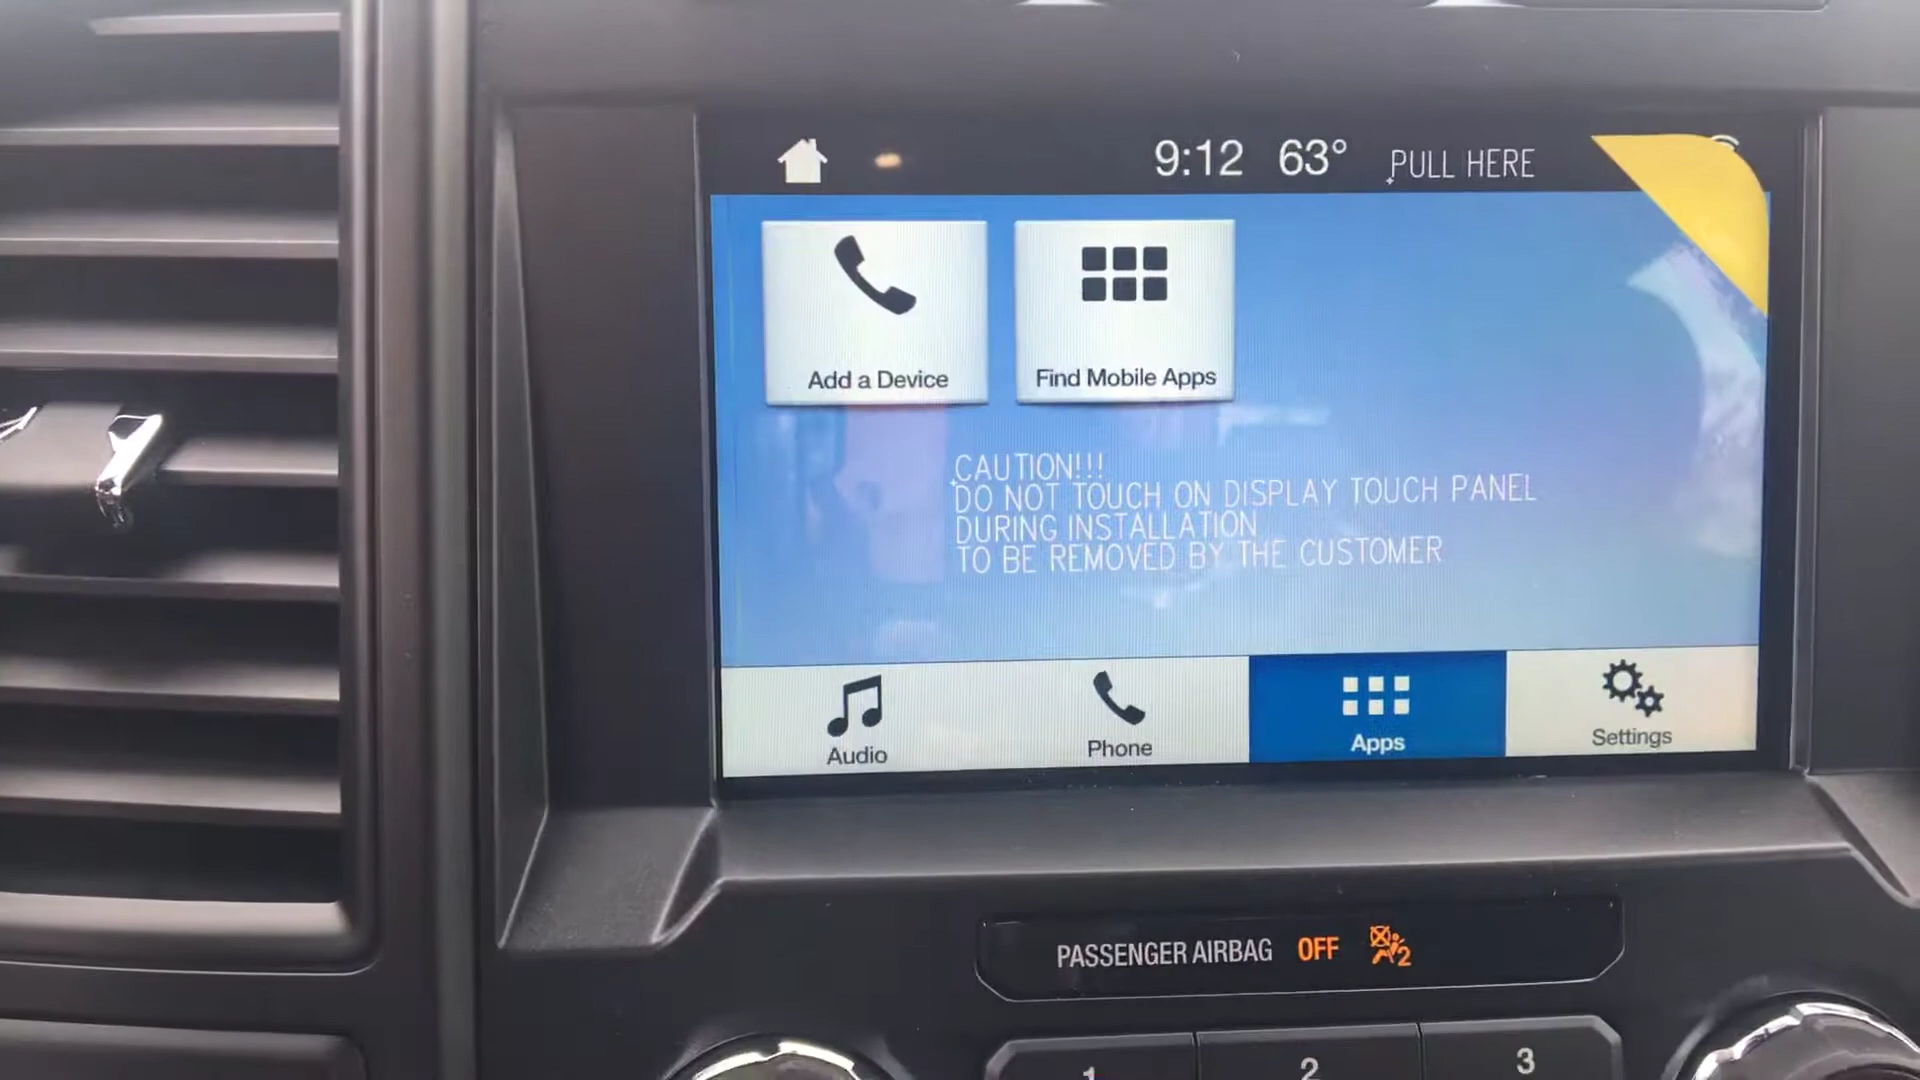 9:12 63° PULL HERE
Add a Device
Find Mobile Apps
CAUTION!!!
DO NOT TOUCH ON DISPLAY TOUCH PANEL
DURING INSTALLATION
TO BE REMOVED BY THE CUSTOMER
Audio
Phone
Apps
Settings
PASSENGER AIRBAG OFF 2
1 2 3